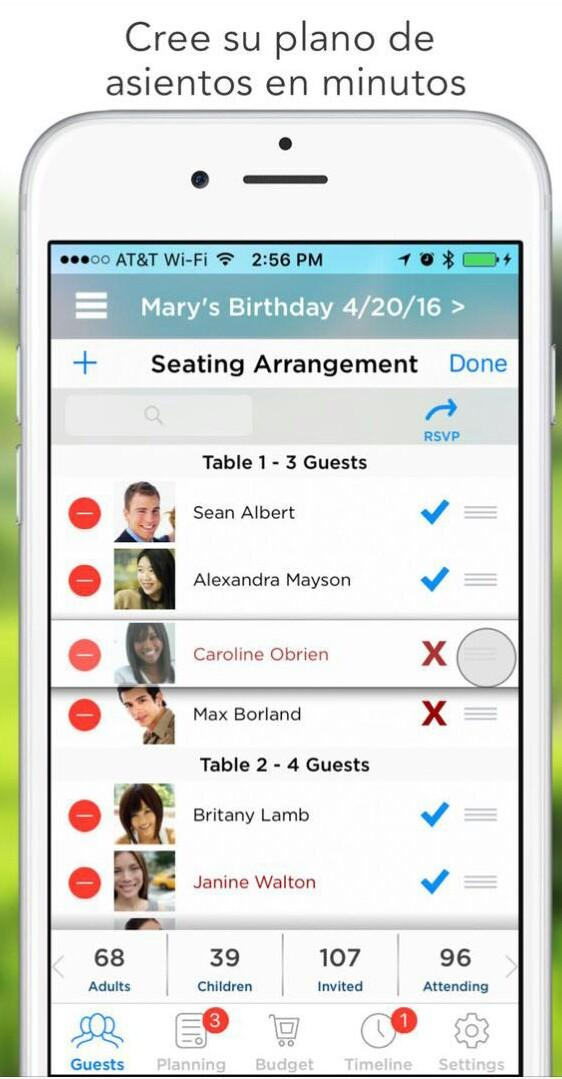 Cree su plano de
asientos en minutos
AT&T Wi-Fi 2:56 PM
Mary's Birthday 4/20/16 >
+ Seating Arrangement Done
RSVP
Table 1 - 3 Guests
Sean Albert
Alexandra Mayson
Caroline Obrien X
Max Borland X
Table 2 - 4 Guests
Britany Lamb
Janine Walton
68 39 107 96
Adults Children Invited Attending
3 1
Guests Planning Budget Timeline Settings